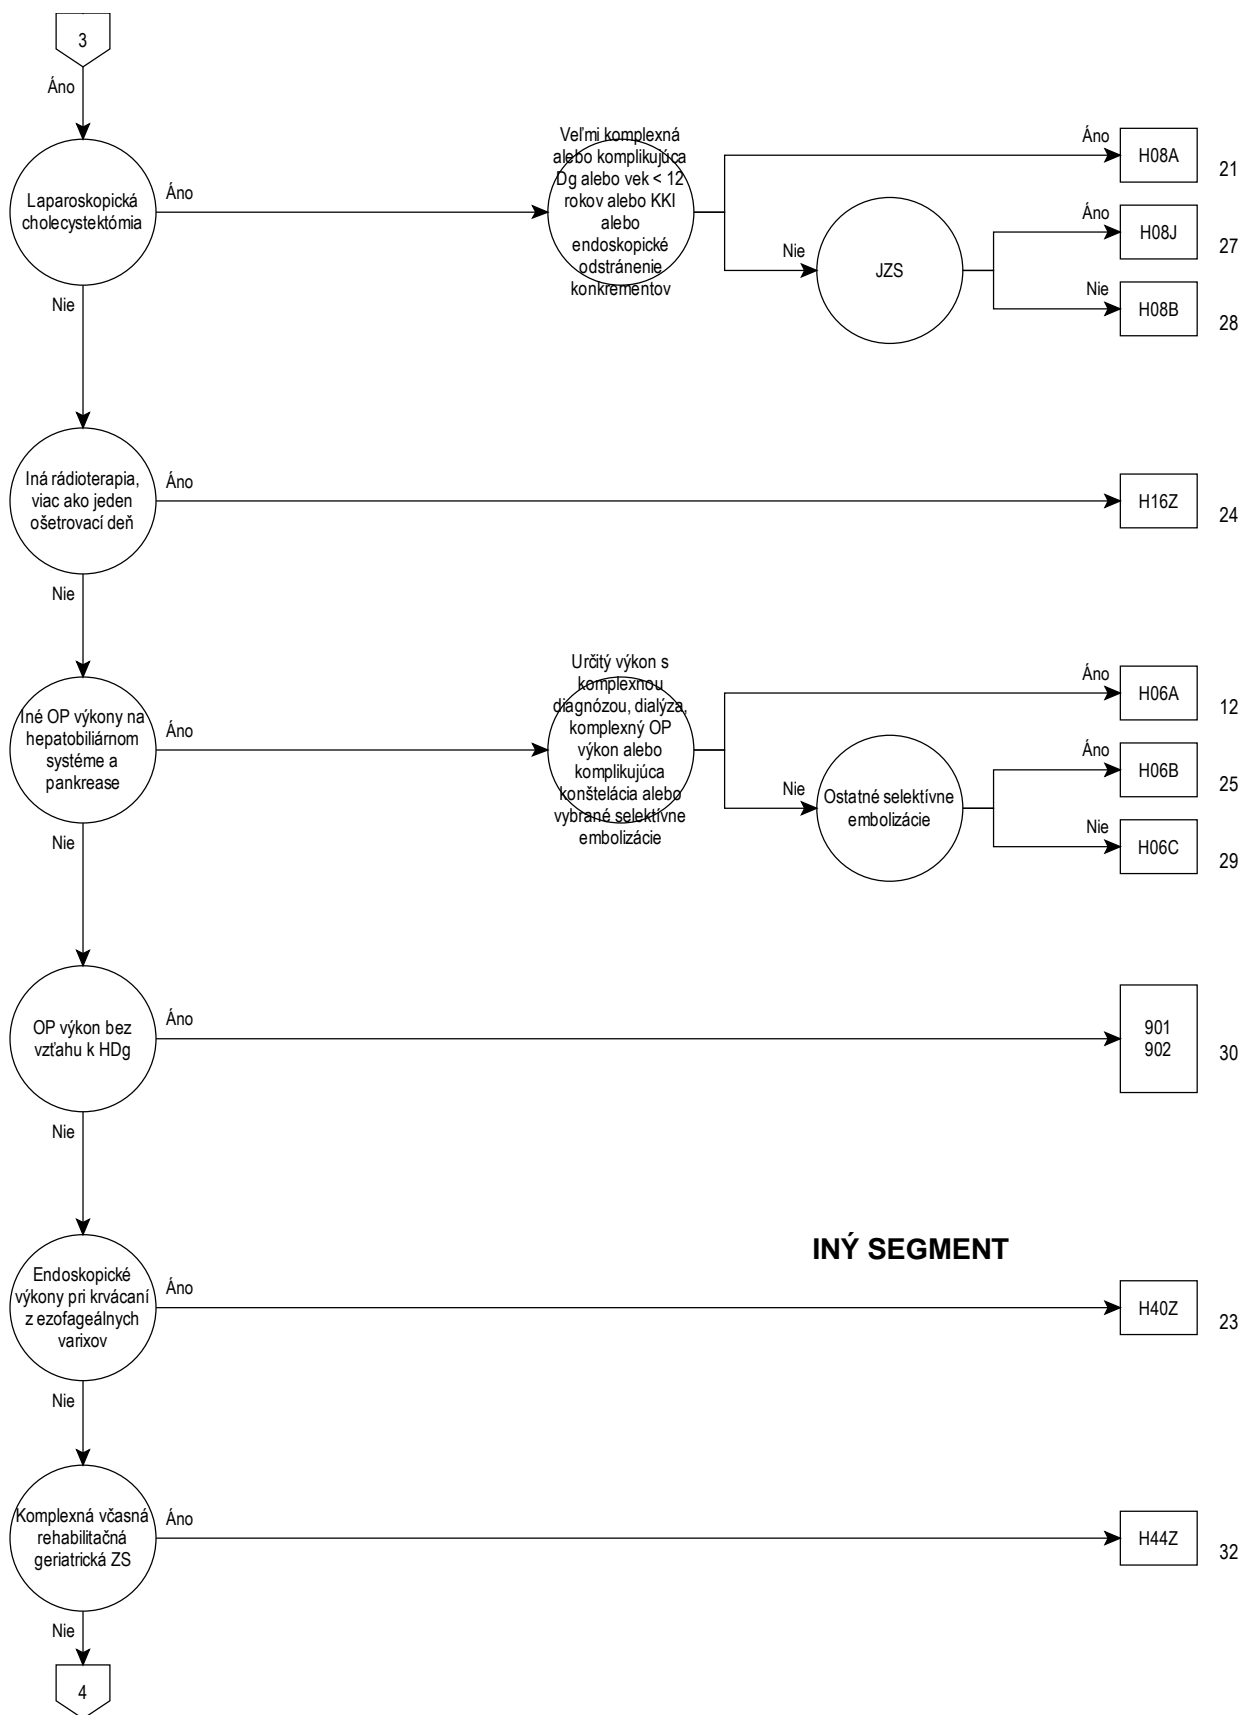 3
Áno
Laparoskopická
cholecystektómia
Áno
Veľmi komplexná
alebo komplikujúca
Dg alebo vek < 12
rokov alebo KKI
alebo
endoskopické
odstránenie
konkrementov
Áno
H08A
21
Nie
JZS
Áno
H08J
27
Nie
H08B
28
Nie
Iná rádioterapia,
viac ako jeden
ošetrovací deň
Áno
H16Z
24
Nie
Iné OP výkony na
hepatobiliárnom
systéme a
pankrease
Áno
Určitý výkon s
komplexnou
diagnózou, dialýza,
komplexný OP
výkon alebo
komplikujúca
konštelácia alebo
vybrané selektívne
embolizácie
Áno
H06A
12
Nie
Ostatné selektívne
embolizácie
Áno
H06B
25
Nie
H06C
29
Nie
OP výkon bez
vzťahu k HDg
Áno
901
902
30
Nie
INÝ SEGMENT
Endoskopické
výkony pri krvácaní
z ezofageálnych
varixov
Áno
H40Z
23
Nie
Komplexná včasná
rehabilitačná
geriatrická ZS
Áno
H44Z
32
Nie
4